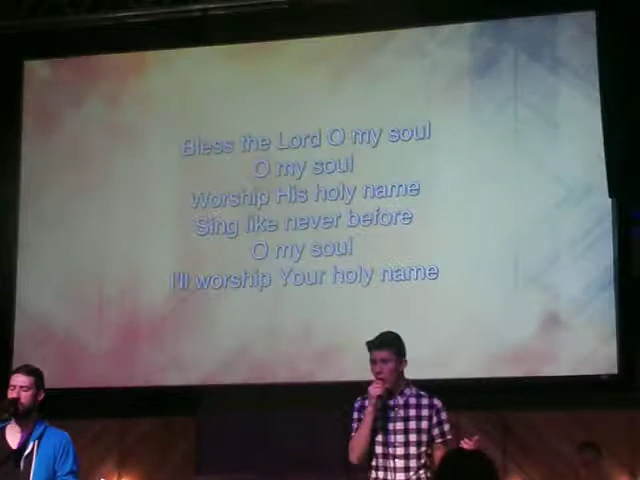 Bless the Lord O my soul
O my soul
Worship His holy name
Sing like never before
O my soul
I'll worship Your holy name